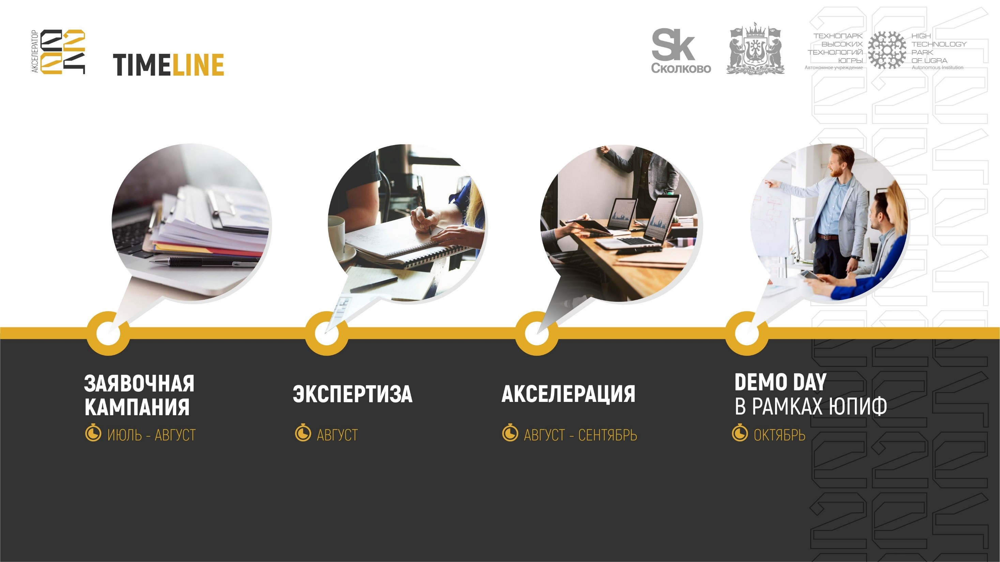 АКСЕЛЕРАТОР
TIMELINE
Sk
Сколково
ТЕХНОПАРК
ВЫСОКИХ
ТЕХНОЛОГИЙ
ЮГРЫ
Автономное учреждение
HIGH
TECHNOLOGY
PARK
OF UGRA
Autonomous Institution
ЗАЯВОЧНАЯ
КАМПАНИЯ
ИЮЛЬ - АВГУСТ
ЭКСПЕРТИЗА
АВГУСТ
АКСЕЛЕРАЦИЯ
АВГУСТ - СЕНТЯБРЬ
DEMO DAY
В РАМКАХ ЮПИФ
ОКТЯБРЬ